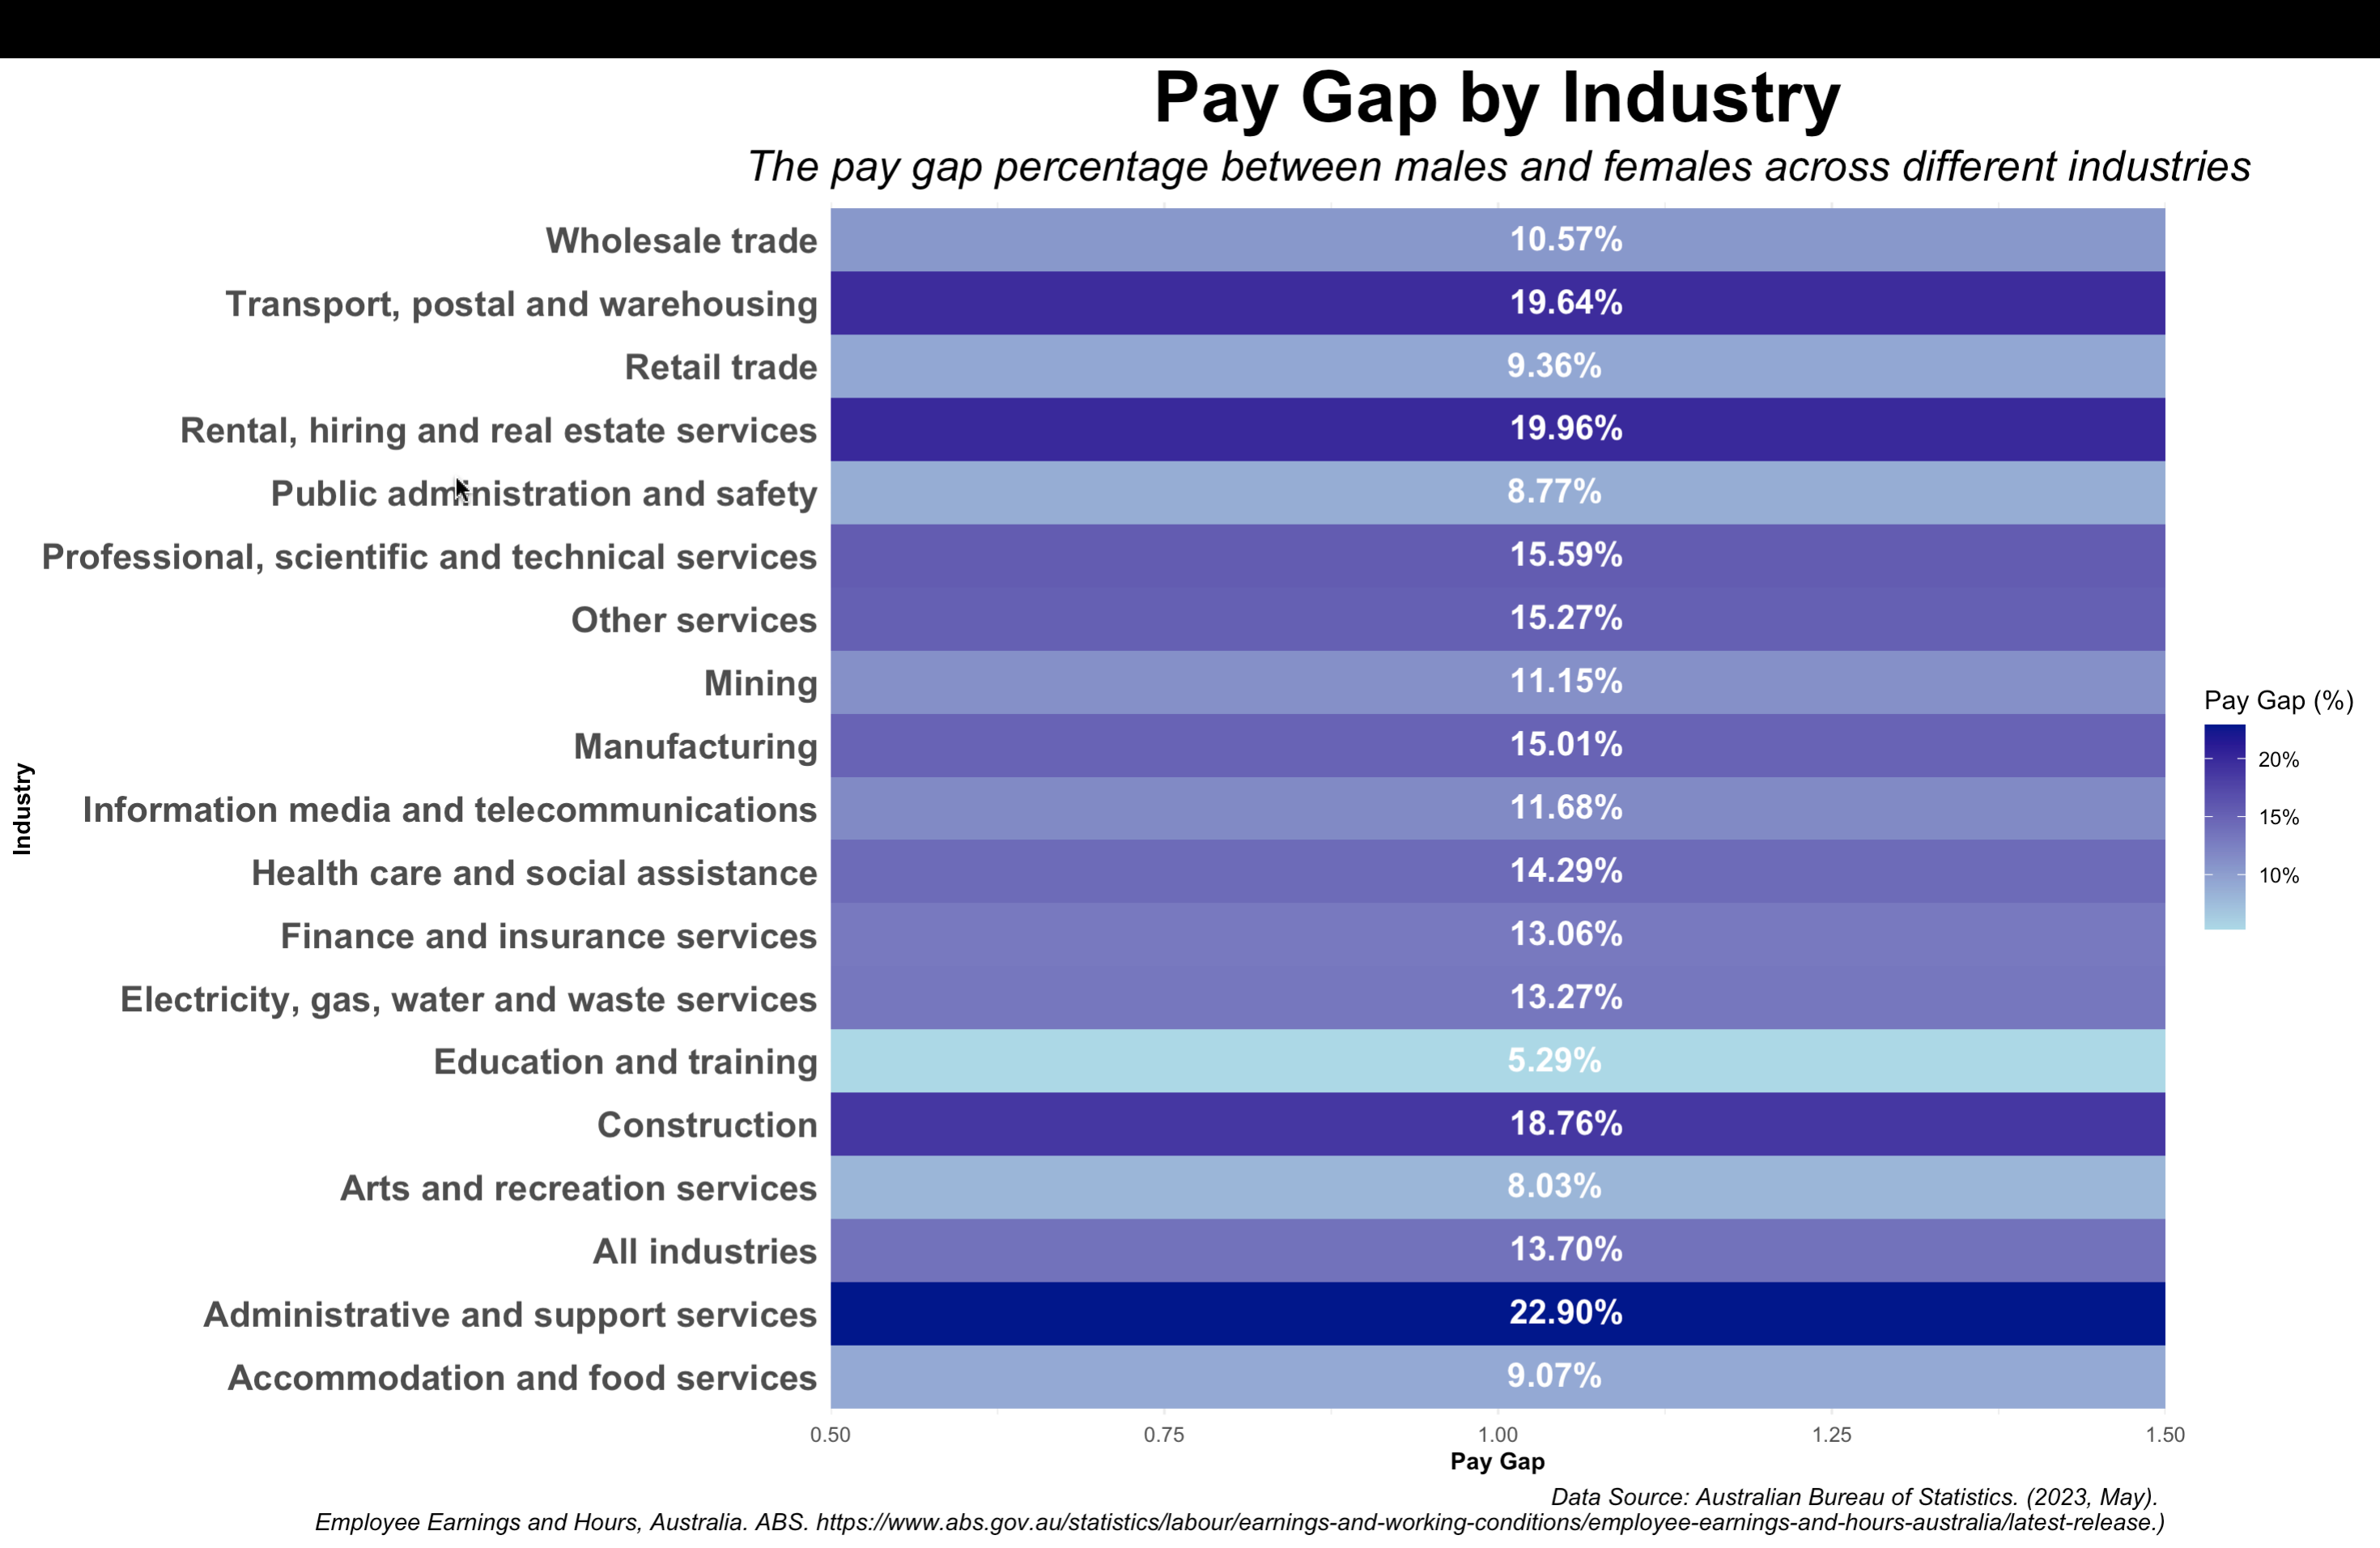 Pay Gap by Industry
The pay gap percentage between males and females across different industries
Wholesale trade 10.57%
Transport, postal and warehousing 19.64%
Retail trade 9.36%
Rental, hiring and real estate services 19.96%
Public administration and safety 8.77%
Professional, scientific and technical services 15.59%
Other services 15.27%
Mining 11.15%
Manufacturing 15.01%
Information media and telecommunications 11.68%
Health care and social assistance 14.29%
Finance and insurance services 13.06%
Electricity, gas, water and waste services 13.27%
Education and training 5.29%
Construction 18.76%
Arts and recreation services 8.03%
All industries 13.70%
Administrative and support services 22.90%
Accommodation and food services 9.07%
Industry
0.50 0.75 1.00 1.25 1.50
Pay Gap
Pay Gap (%)
20%
15%
10%
Data Source: Australian Bureau of Statistics. (2023, May).
Employee Earnings and Hours, Australia. ABS. https://www.abs.gov.au/statistics/labour/earnings-and-working-conditions/employee-earnings-and-hours-australia/latest-release.)